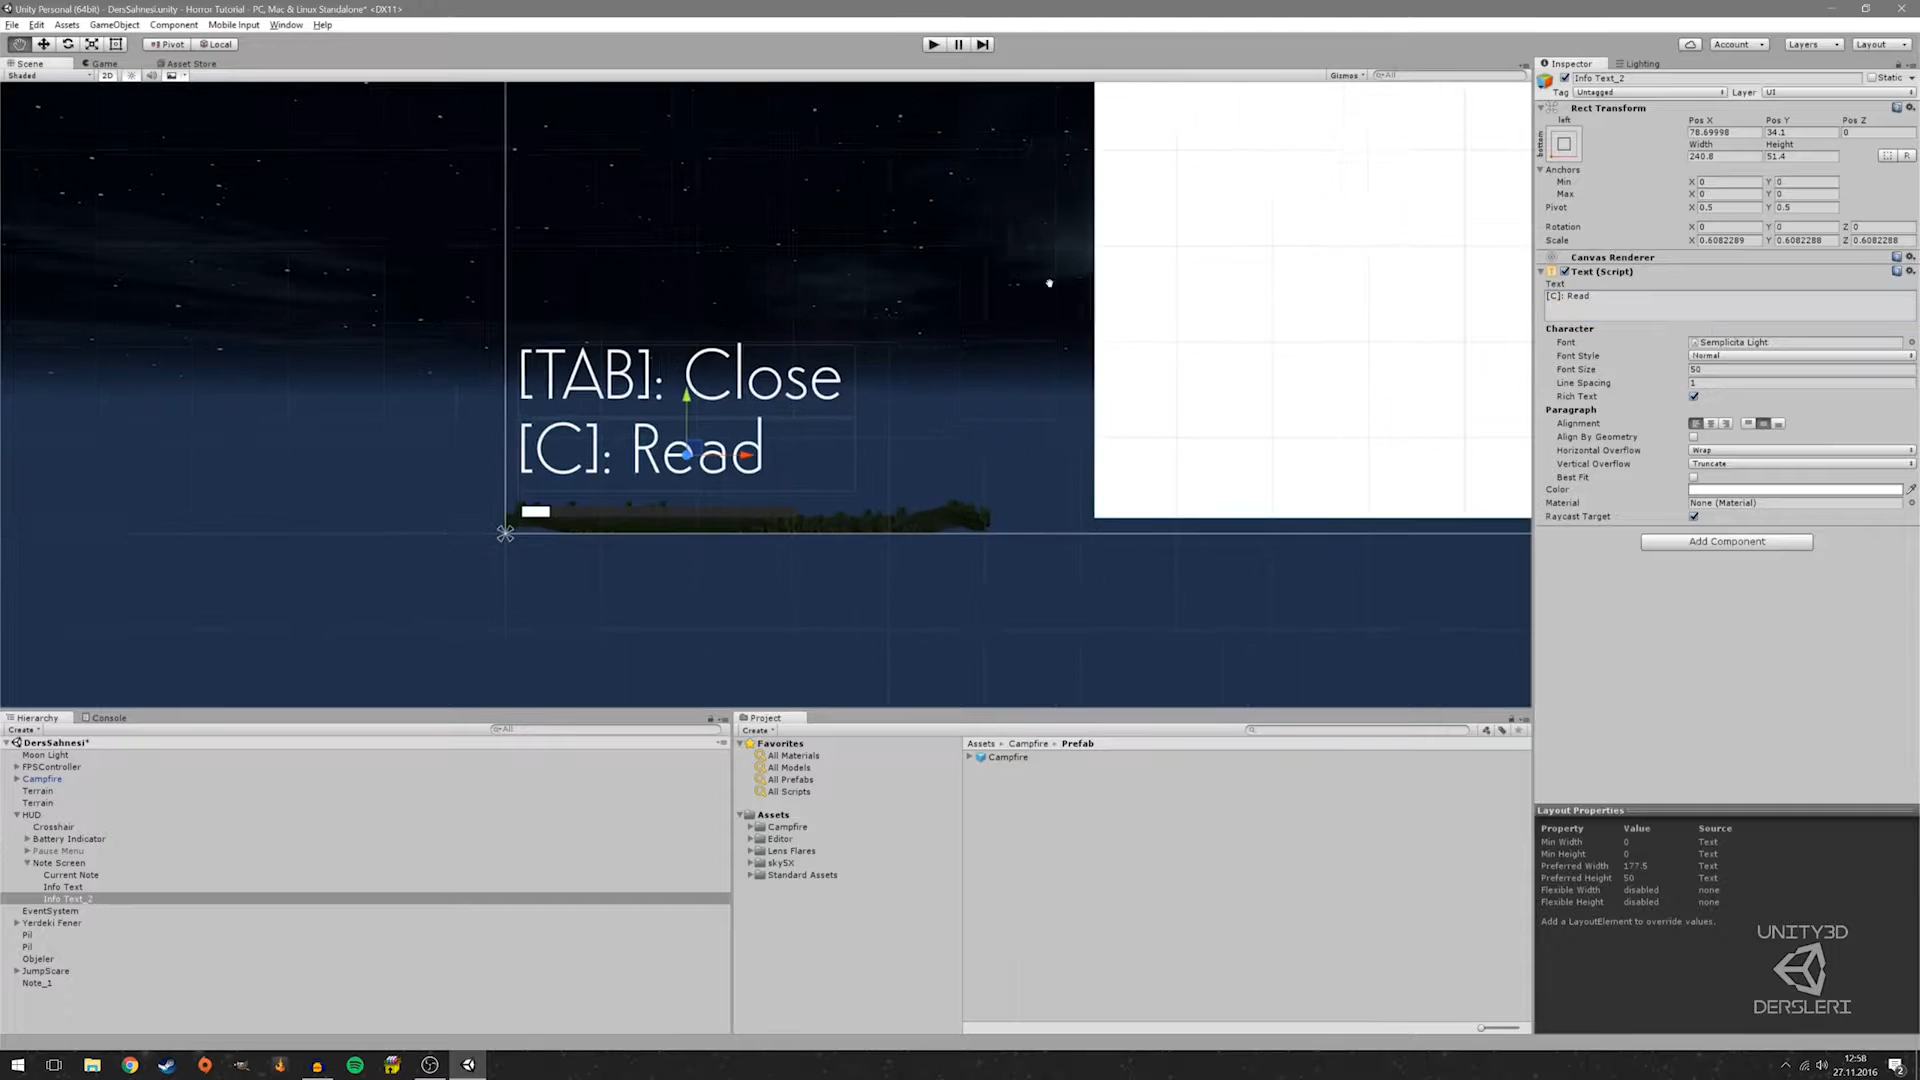 Unity Personal (64bit) - DersSahnesi.unity - Horror Tutorial - PC, Mac & Linux Standalone* <DX11>
File Edit Assets GameObject Component Mobile Input Window Help
Pivot Local Account Layers Layout
Scene Game Asset Store
Shaded 2D Gizmos All
[TAB]: Close
[C]: Read
Inspector Lighting
Info Text_2 Static
Tag Untagged Layer UI
Rect Transform
left
bottom
Pos X Pos Y Pos Z
78.69998 34.1 0
Width Height
240.8 51.4 R
Anchors
Min X 0 Y 0
Max X 0 Y 0
Pivot X 0.5 Y 0.5
Rotation X 0 Y 0 Z 0
Scale X 0.6082289 Y 0.6082288 Z 0.6082288
Canvas Renderer
Text (Script)
Text
[C]: Read
Character
Font Semplicita Light
Font Style Normal
Font Size 50
Line Spacing 1
Rich Text
Paragraph
Alignment
Align By Geometry
Horizontal Overflow Wrap
Vertical Overflow Truncate
Best Fit
Color
Material None (Material)
Raycast Target
Add Component
Hierarchy Console
Create All
DersSahnesi*
Moon Light
FPSController
Campfire
Terrain
Terrain
HUD
Crosshair
Battery Indicator
Pause Menu
Note Screen
Current Note
Info Text
Info Text_2
EventSystem
Yerdeki Fener
Pil
Pil
Objeler
JumpScare
Note_1
Project
Create
Favorites
All Materials
All Models
All Prefabs
All Scripts
Assets
Campfire
Editor
Lens Flares
sky5X
Standard Assets
Assets Campfire Prefab
Campfire
Layout Properties
Property Value Source
Min Width 0 Text
Min Height 0 Text
Preferred Width 177.5 Text
Preferred Height 50 Text
Flexible Width disabled none
Flexible Height disabled none
Add a LayoutElement to override values.
UNITY3D
DERSLERI
12:58
27.11.2016
2